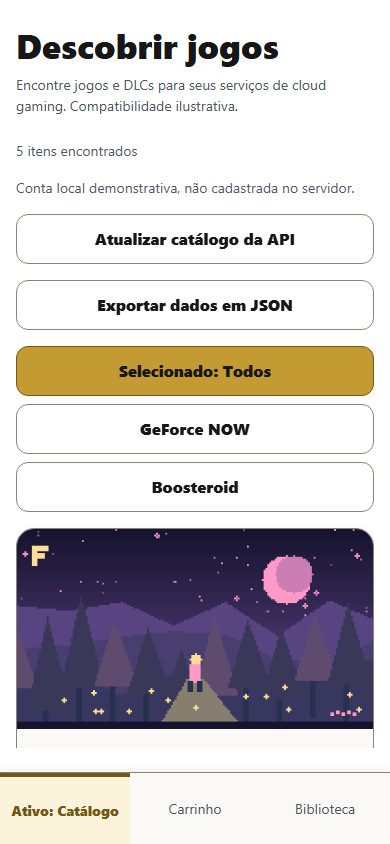 Descobrir jogos
Encontre jogos e DLCs para seus serviços de cloud
gaming. Compatibilidade ilustrativa.
5 itens encontrados
Conta local demonstrativa, não cadastrada no servidor.
Atualizar catálogo da API
Exportar dados em JSON
Selecionado: Todos
GeForce NOW
Boosteroid
F
Ativo: Catálogo
Carrinho
Biblioteca